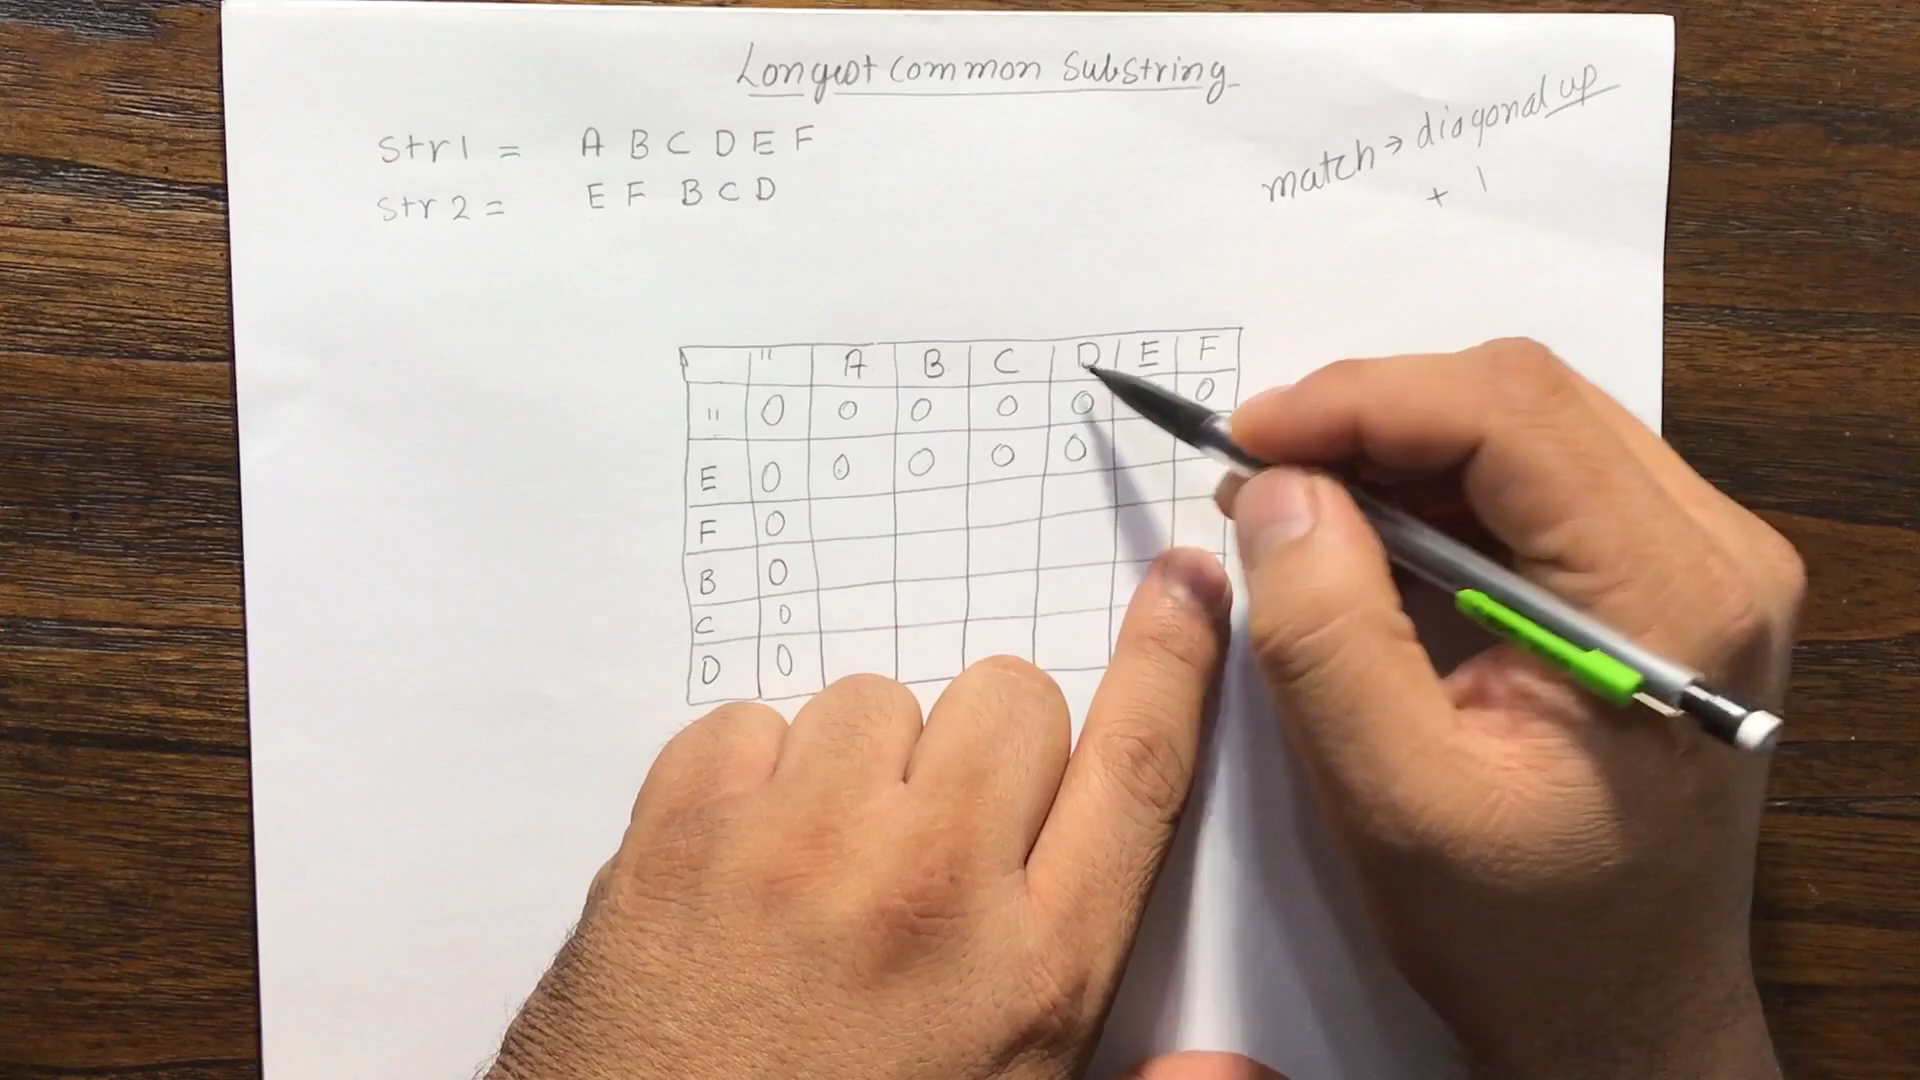 Longest Common Substring
Str1 = A B C D E F
Str2 = E F B C D
match → diagonal up
+ 1
" A B C D E F
" 0 0 0 0 0 0
E 0 0 0 0 0
F 0
B 0
C 0
D 0